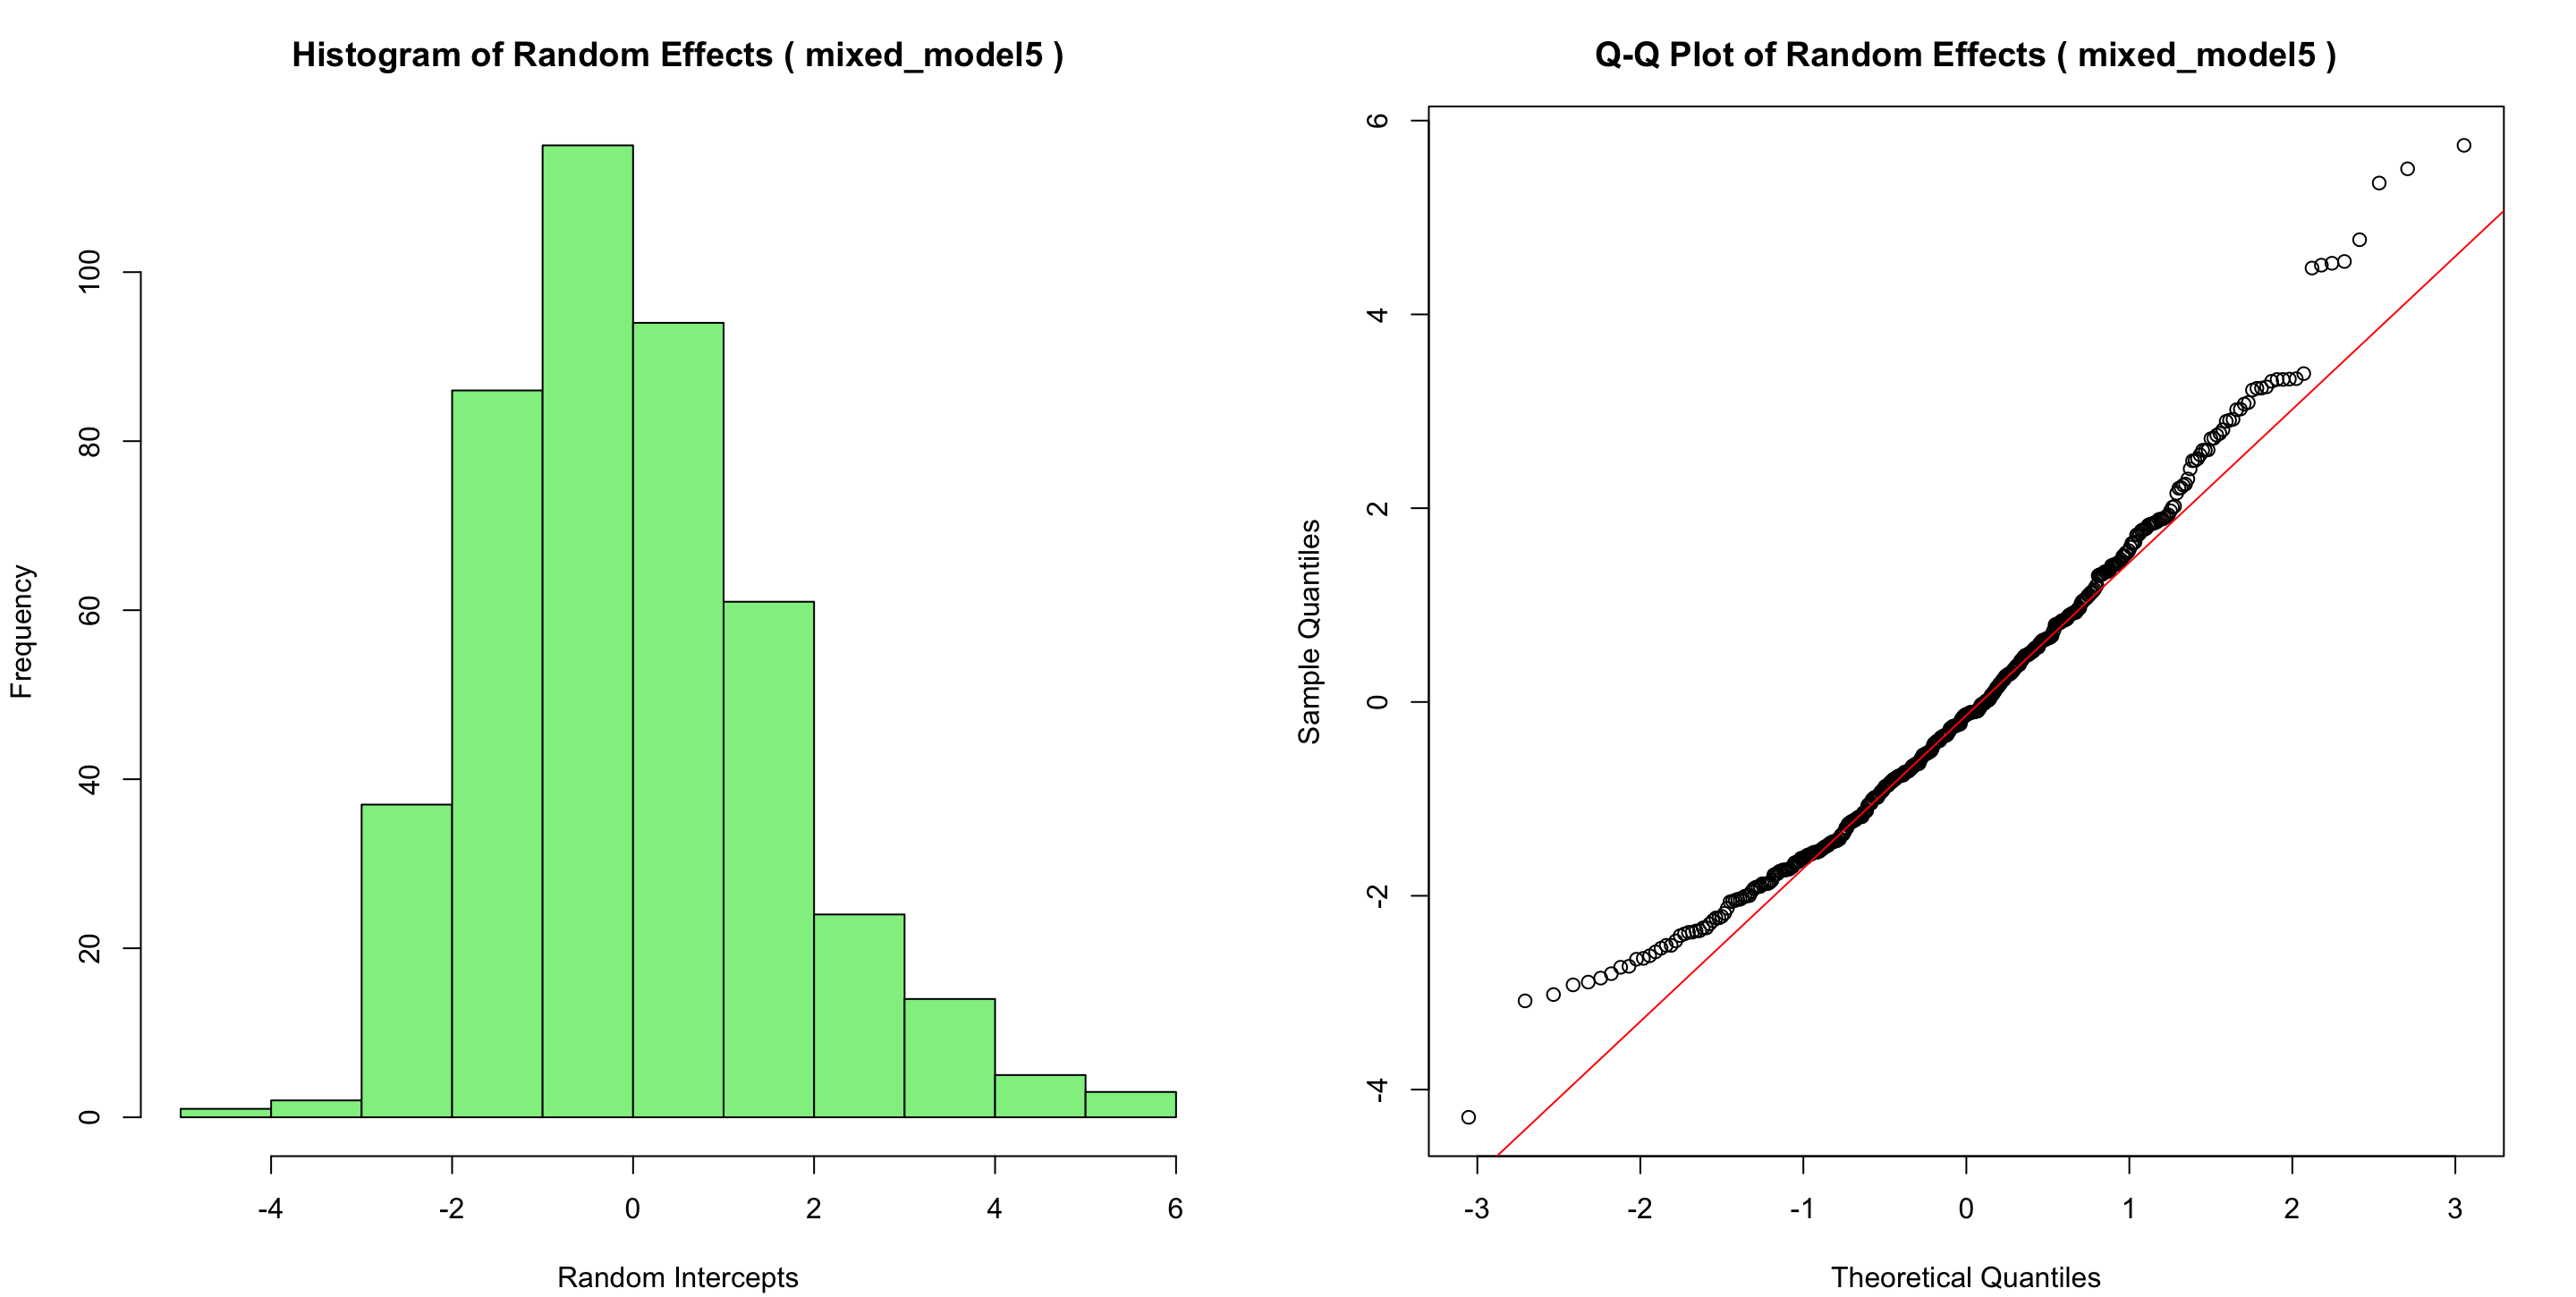 Histogram of Random Effects ( mixed_model5 )
Frequency
100
80
60
40
20
0
-4 -2 0 2 4 6
Random Intercepts
Q-Q Plot of Random Effects ( mixed_model5 )
Sample Quantiles
6
4
2
0
-2
-4
-3 -2 -1 0 1 2 3
Theoretical Quantiles